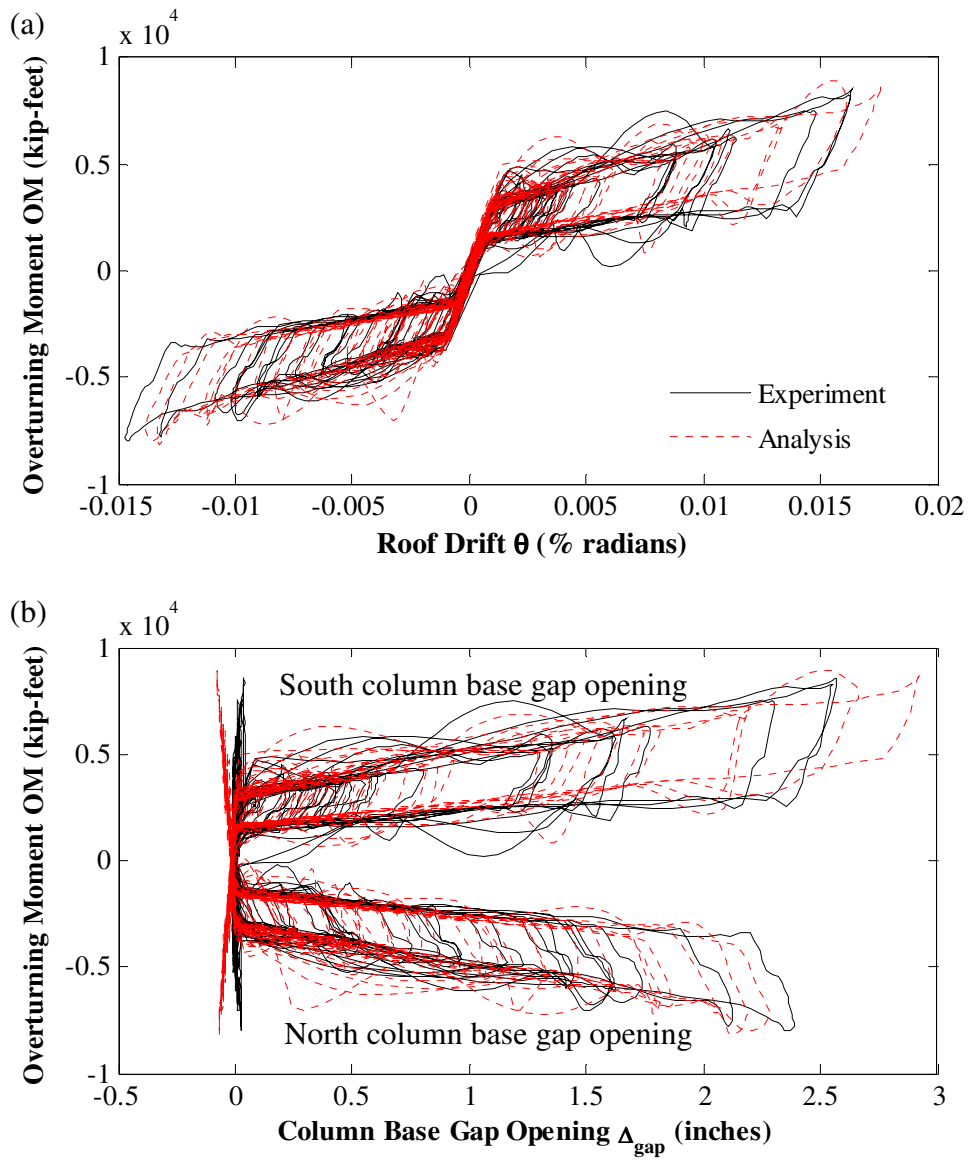 (a)
x 10^4
1
0.5
0
-0.5
-1
-0.015 -0.01 -0.005 0 0.005 0.01 0.015 0.02
Overturning Moment OM (kip-feet)
Experiment
Analysis
Roof Drift θ (% radians)
(b)
x 10^4
1
0.5
0
-0.5
-1
-0.5 0 0.5 1 1.5 2 2.5 3
Overturning Moment OM (kip-feet)
South column base gap opening
North column base gap opening
Column Base Gap Opening Δgap (inches)